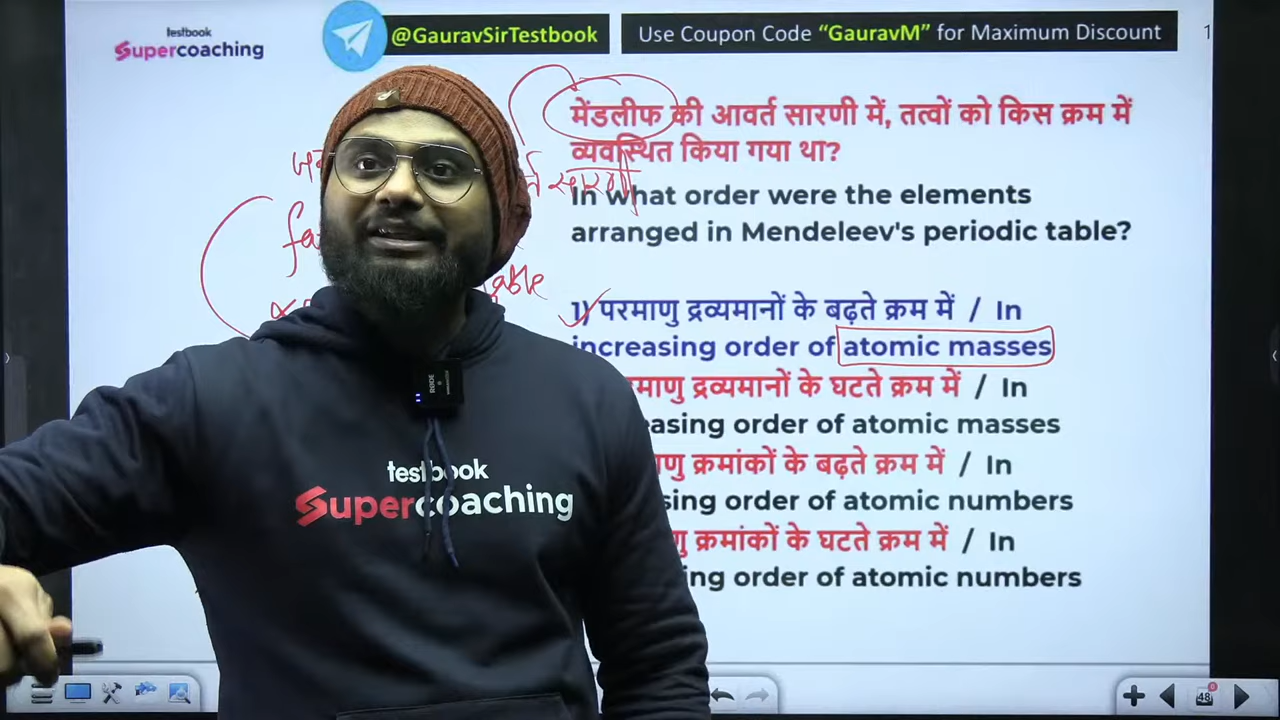 testbook
Supercoaching
@GauravSirTestbook
Use Coupon Code “GauravM” for Maximum Discount
1
मेंडलीफ की आवर्त सारणी में, तत्वों को किस क्रम में
व्यवस्थित किया गया था?
In what order were the elements
arranged in Mendeleev's periodic table?
1) परमाणु द्रव्यमानों के बढ़ते क्रम में / In
increasing order of atomic masses
द्रव्यमानों के घटते क्रम में / In
order of atomic masses
क्रमांकों के बढ़ते क्रम में / In
order of atomic numbers
क्रमांकों के घटते क्रम में / In
order of atomic numbers
testbook
Supercoaching
RODE
48